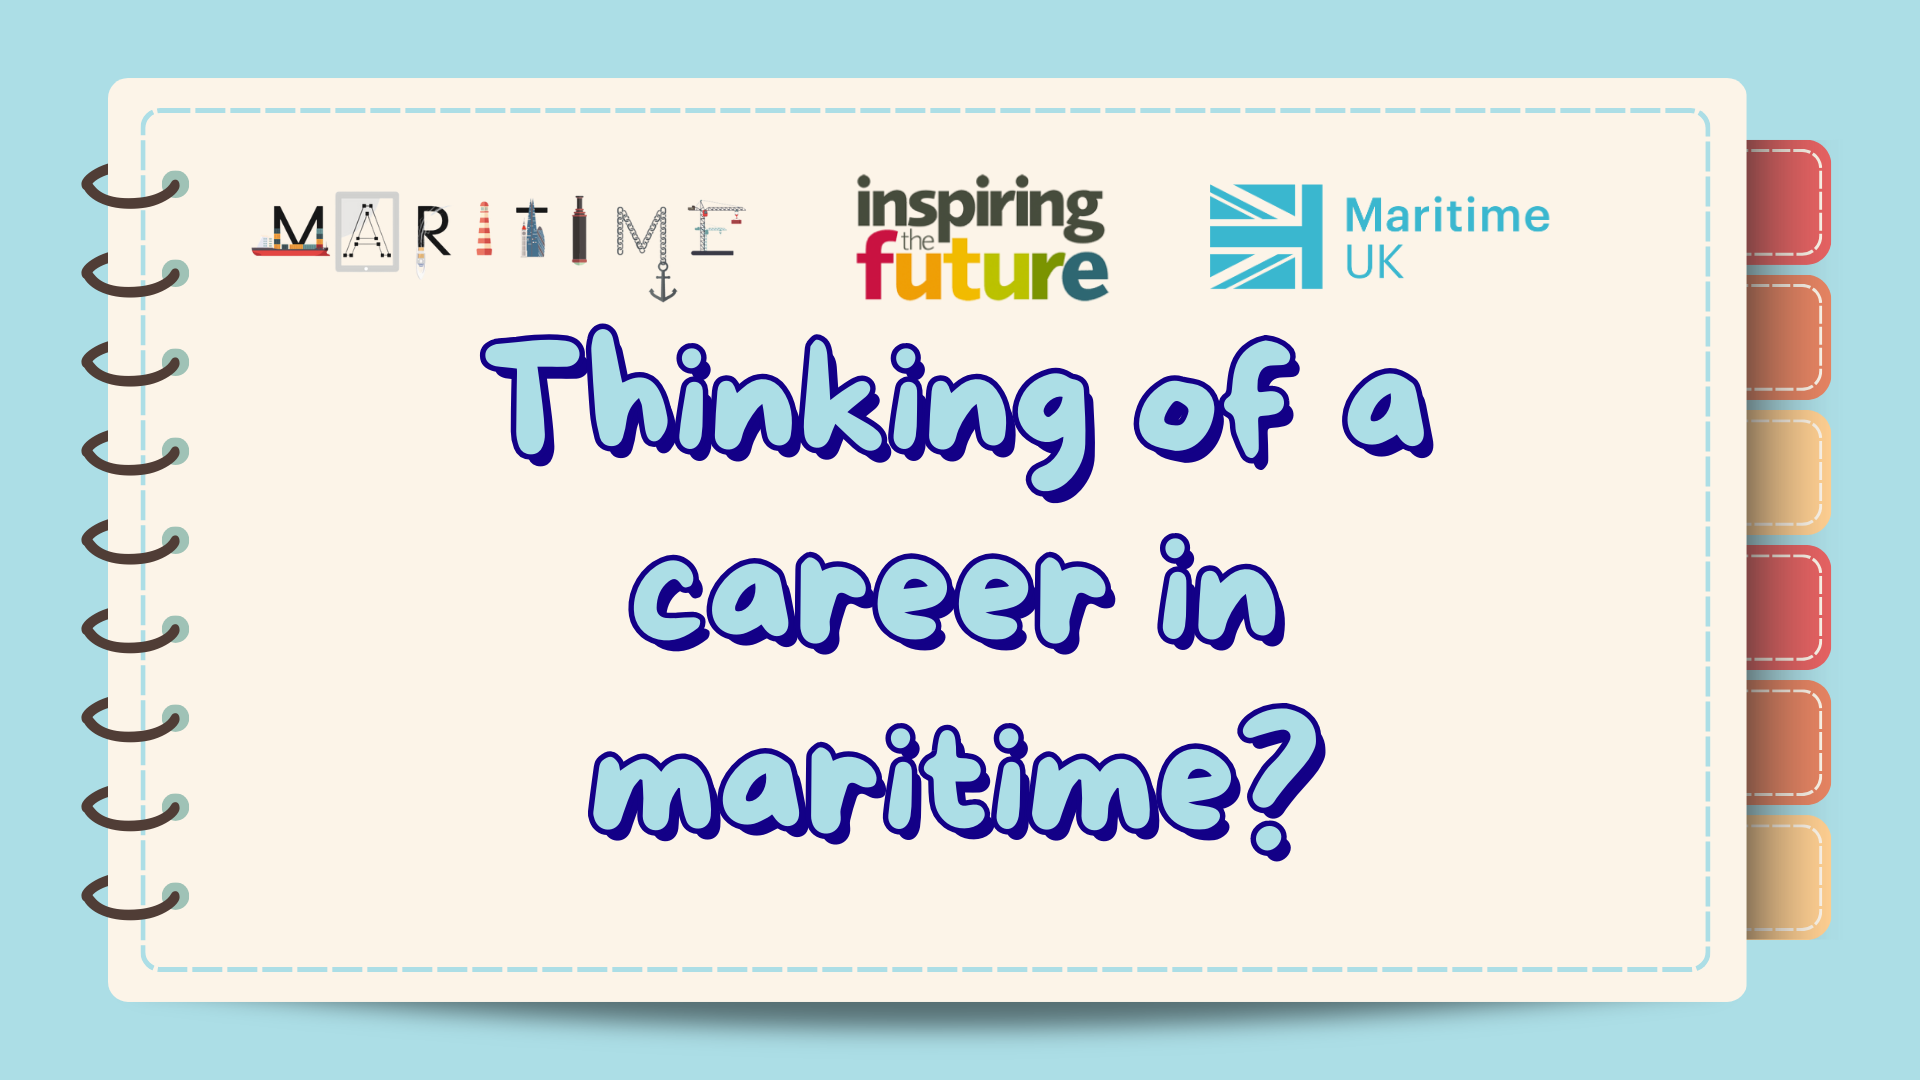 MARITIME
inspiring
the
future
Maritime
UK
Thinking of a
career in
maritime?